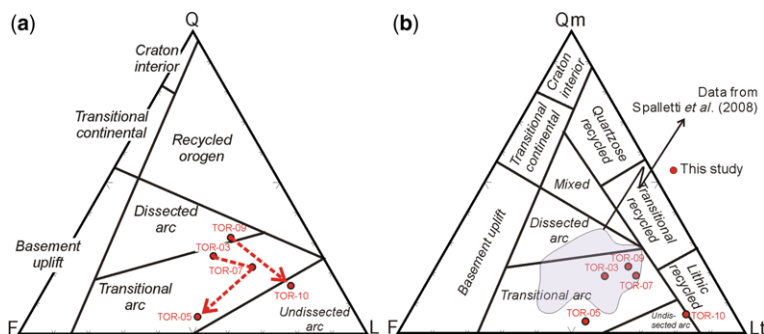 (a)
Q
Craton
interior
Transitional
continental
Recycled
orogen
Dissected
arc
TOR-09
TOR-03
TOR-07
Basement
uplift
Transitional
arc
TOR-10
TOR-05
Undissected
arc
F
L
(b)
Qm
Craton
interior
Data from
Spalletti et al. (2008)
Transitional
continental
Quartzose
recycled
This study
Mixed
Transitional
recycled
Dissected
arc
Basement uplift
TOR-09
TOR-03
TOR-07
Lithic
recycled
Transitional arc
TOR-05
Undis-
sected arc
TOR-10
F
Lt